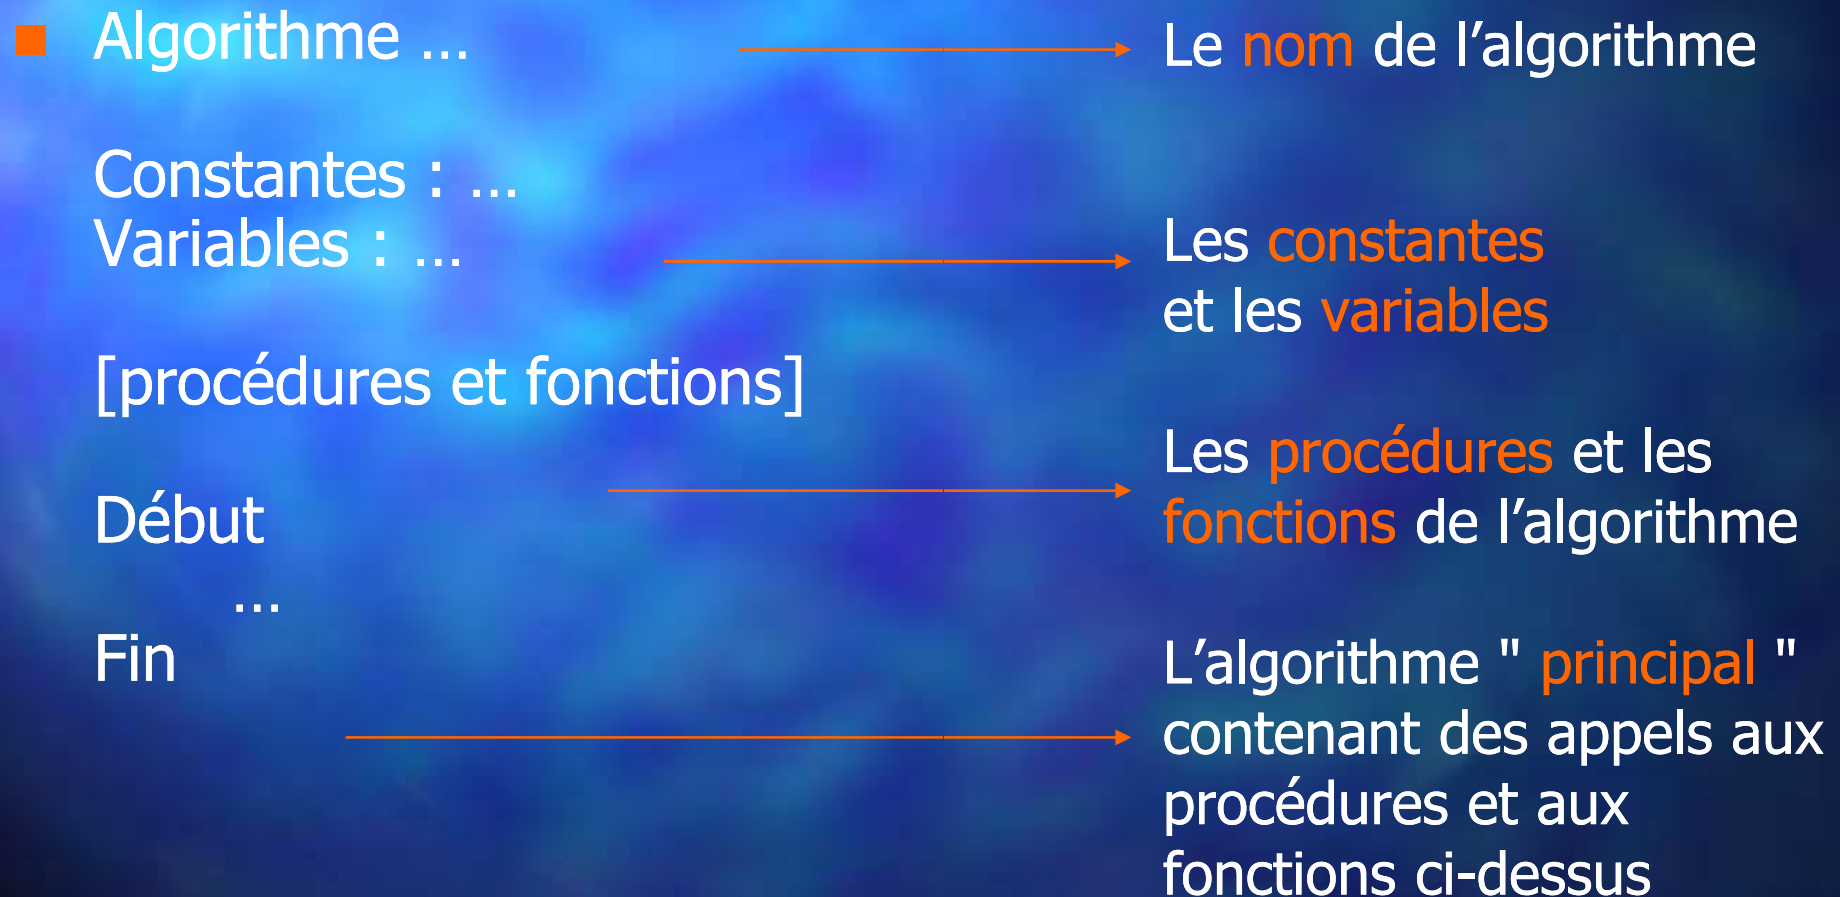 Algorithme ...
Le nom de l’algorithme
Constantes : ...
Variables : ...
Les constantes
et les variables
[procédures et fonctions]
Les procédures et les
fonctions de l’algorithme
Début
...
Fin
L’algorithme " principal "
contenant des appels aux
procédures et aux
fonctions ci-dessus